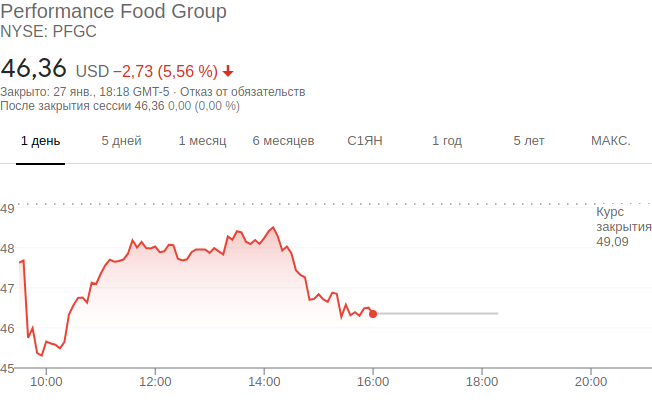 Performance Food Group
NYSE: PFGC
46,36 USD −2,73 (5,56 %)
Закрыто: 27 янв., 18:18 GMT-5 · Отказ от обязательств
После закрытия сессии 46,36 0,00 (0,00 %)
1 день 5 дней 1 месяц 6 месяцев С1ЯН 1 год 5 лет МАКС.
49
Курс
закрытия
49,09
48
47
46
45
10:00 12:00 14:00 16:00 18:00 20:00